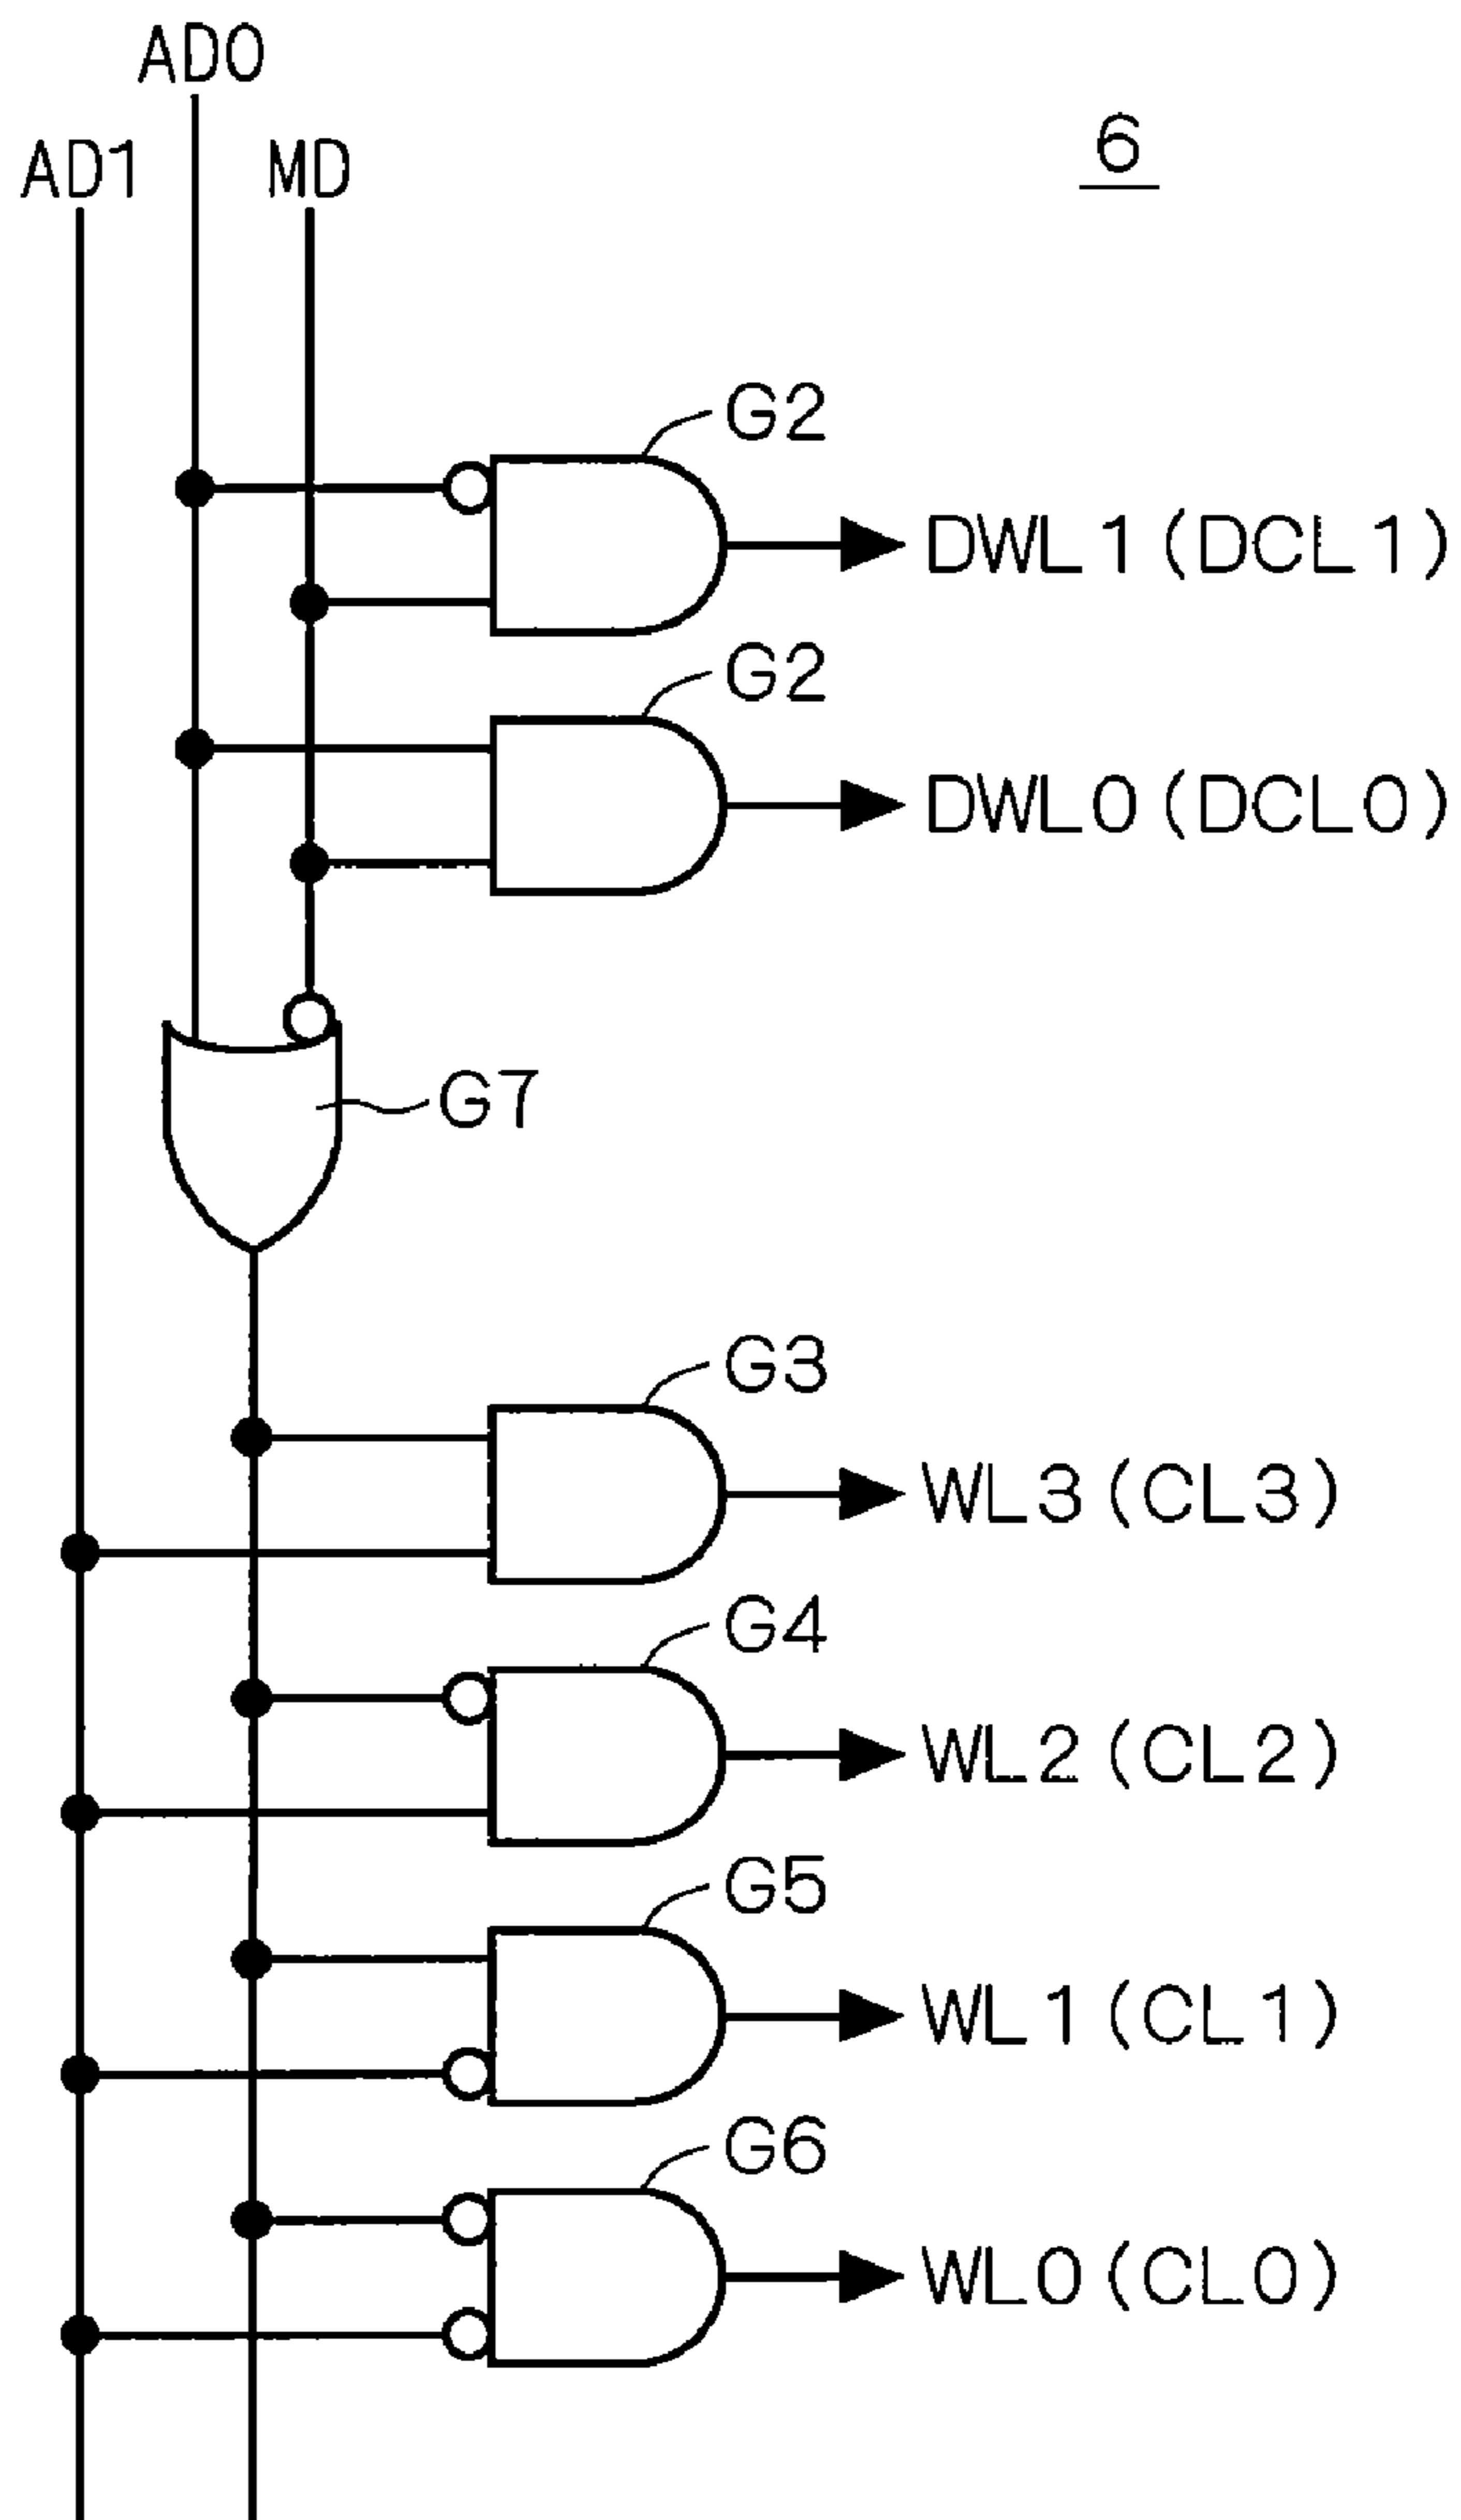 AD0
AD1
MD
6
G2
DWL1(DCL1)
G2
DWL0(DCL0)
G7
G3
WL3(CL3)
G4
WL2(CL2)
G5
WL1(CL1)
G6
WL0(CL0)